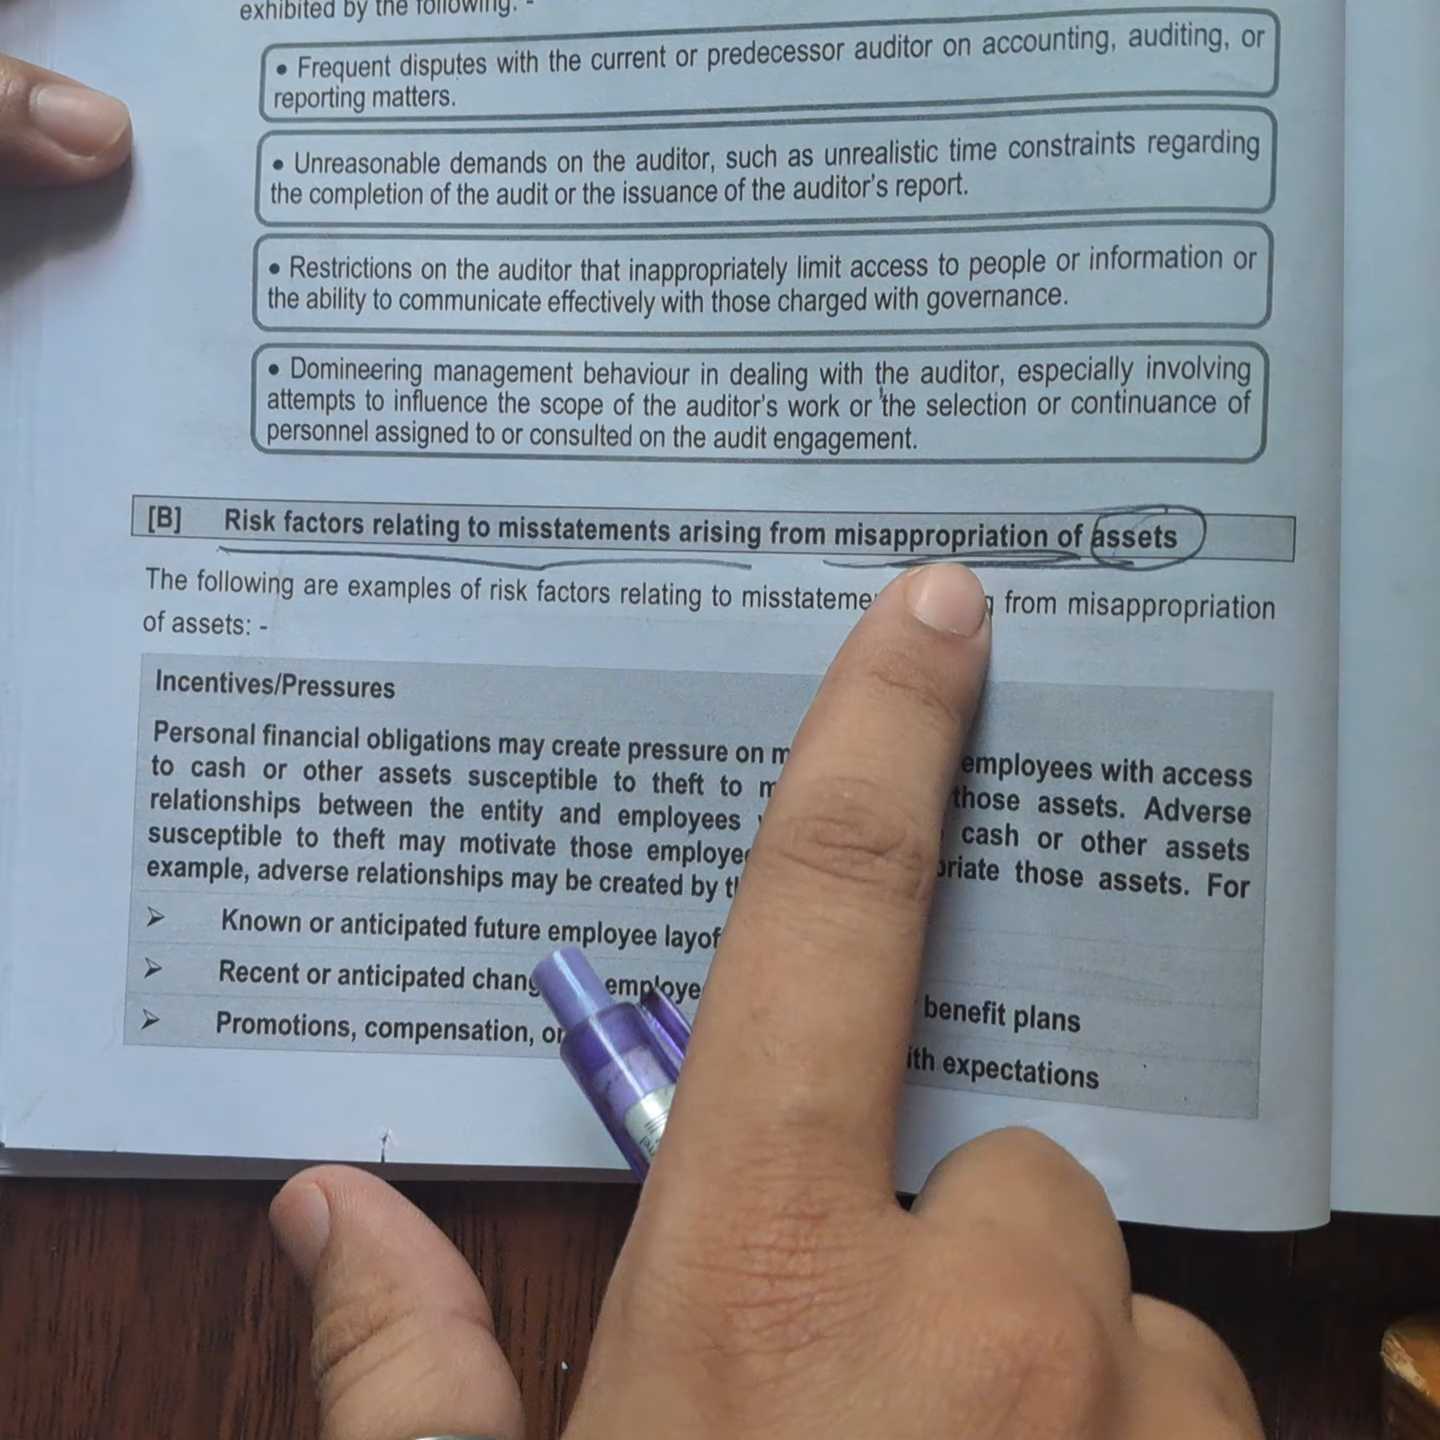 exhibited by the following: -
• Frequent disputes with the current or predecessor auditor on accounting, auditing, or
reporting matters.
• Unreasonable demands on the auditor, such as unrealistic time constraints regarding
the completion of the audit or the issuance of the auditor's report.
• Restrictions on the auditor that inappropriately limit access to people or information or
the ability to communicate effectively with those charged with governance.
• Domineering management behaviour in dealing with the auditor, especially involving
attempts to influence the scope of the auditor's work or the selection or continuance of
personnel assigned to or consulted on the audit engagement.
[B] Risk factors relating to misstatements arising from misappropriation of assets
The following are examples of risk factors relating to from misappropriation
of assets: -
Incentives/Pressures
Personal financial obligations may create pressure on employees with access
to cash or other assets susceptible to theft to those assets. Adverse
relationships between the entity and employees cash or other assets
susceptible to theft may motivate those those assets. For
example, adverse relationships may be created by
➢ Known or anticipated future employee
➢ Recent or anticipated benefit plans
➢ Promotions, compensation, expectations